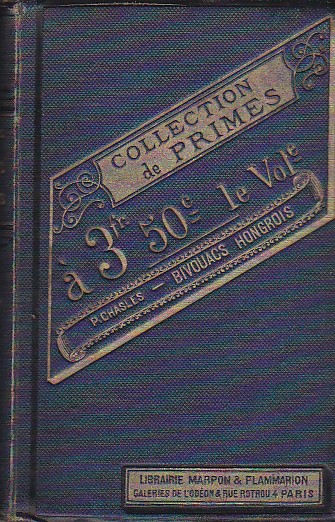 COLLECTION
de PRIMES
à 3fr 50c le Vole
P. CHASLES — BIVOUACS HONGROIS
LIBRAIRIE MARPON & FLAMMARION
GALERIES DE L'ODÉON & RUE ROTROU 4 PARIS